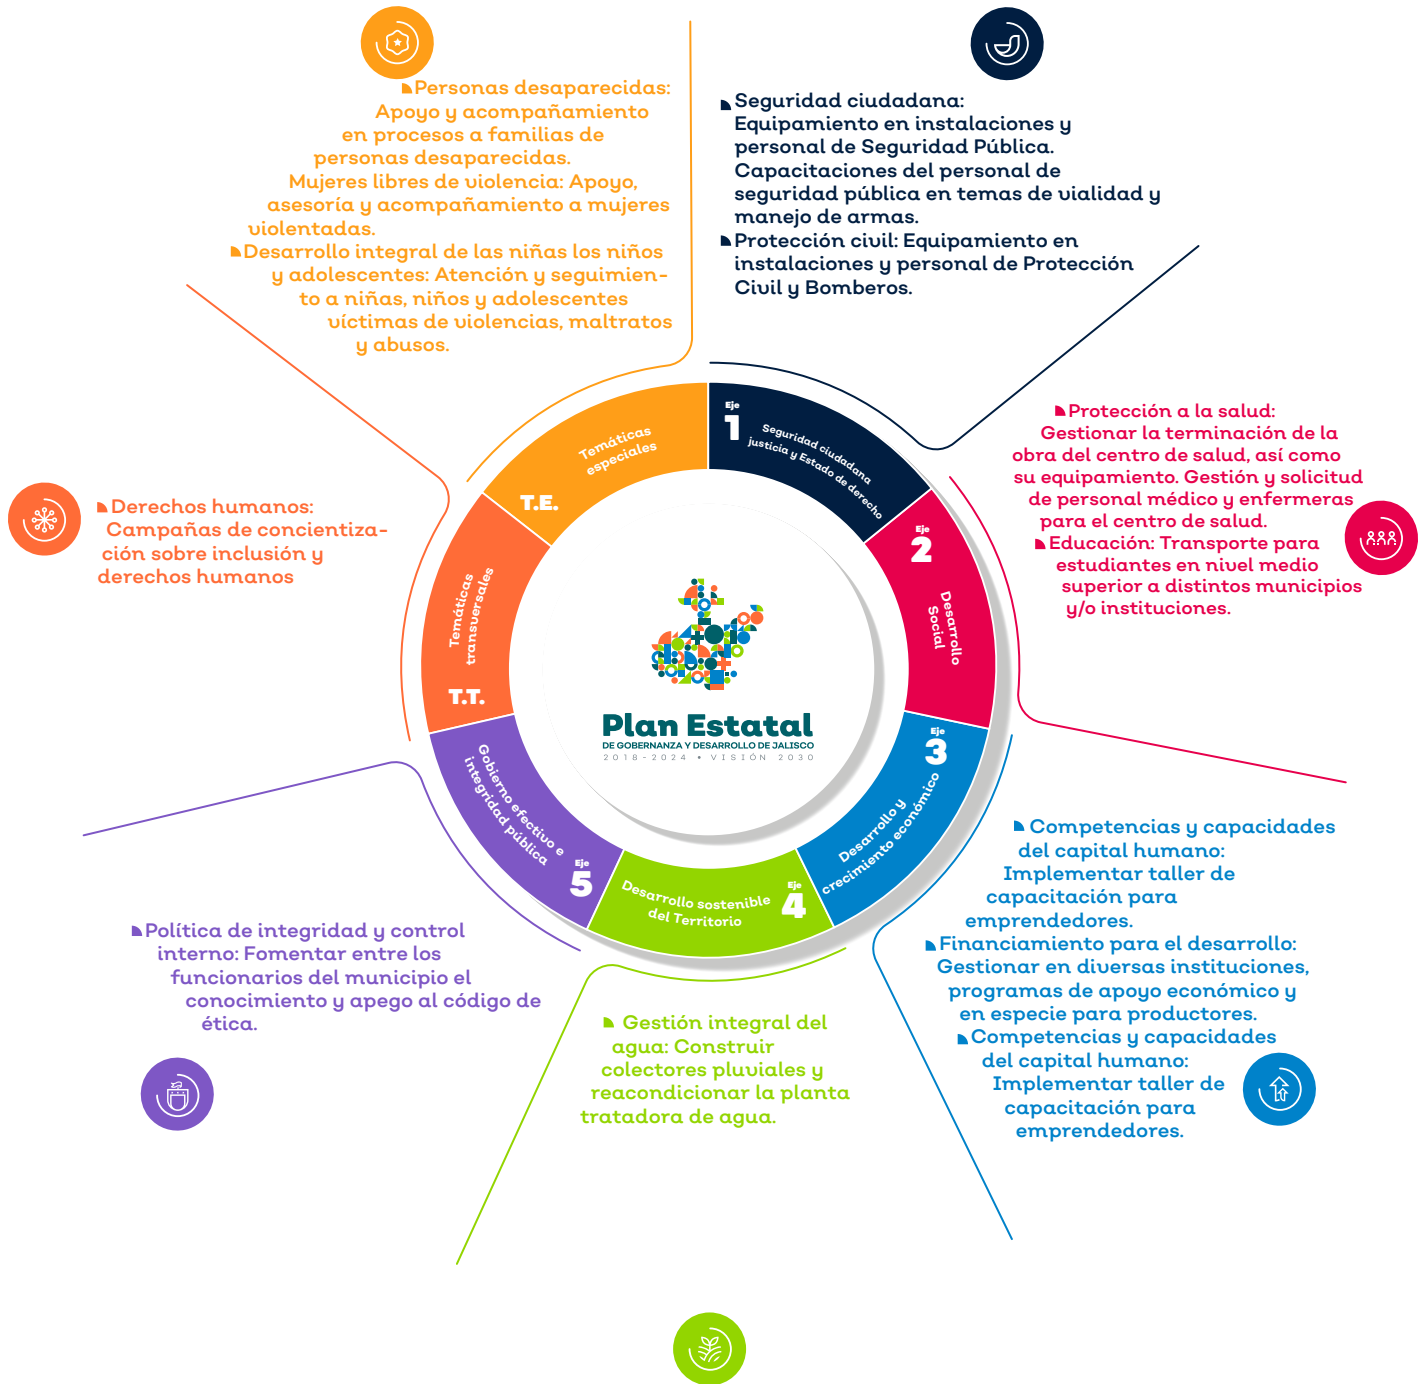 Personas desaparecidas:
Apoyo y acompañamiento
en procesos a familias de
personas desaparecidas.
Mujeres libres de violencia: Apoyo,
asesoría y acompañamiento a mujeres
violentadas.
Desarrollo integral de las niñas los niños
y adolescentes: Atención y seguimien-
to a niñas, niños y adolescentes
víctimas de violencias, maltratos
y abusos.
Seguridad ciudadana:
Equipamiento en instalaciones y
personal de Seguridad Pública.
Capacitaciones del personal de
seguridad pública en temas de vialidad y
manejo de armas.
Protección civil: Equipamiento en
instalaciones y personal de Protección
Civil y Bomberos.
Protección a la salud:
Gestionar la terminación de la
obra del centro de salud, así como
su equipamiento. Gestión y solicitud
de personal médico y enfermeras
para el centro de salud.
Educación: Transporte para
estudiantes en nivel medio
superior a distintos municipios
y/o instituciones.
Derechos humanos:
Campañas de concientiza-
ción sobre inclusión y
derechos humanos
Temáticas
especiales
T.E.
Eje
1
Seguridad ciudadana
justicia y Estado de derecho
Eje
2
Desarrollo
Social
Temáticas
transversales
T.T.
Plan Estatal
DE GOBERNANZA Y DESARROLLO DE JALISCO
2018-2024 • VISIÓN 2030
Eje
3
Desarrollo y
crecimiento económico
Gobierno efectivo e
integridad pública
Eje
5
Desarrollo sostenible
del Territorio
Eje
4
Competencias y capacidades
del capital humano:
Implementar taller de
capacitación para
emprendedores.
Financiamiento para el desarrollo:
Gestionar en diversas instituciones,
programas de apoyo económico y
en especie para productores.
Competencias y capacidades
del capital humano:
Implementar taller de
capacitación para
emprendedores.
Política de integridad y control
interno: Fomentar entre los
funcionarios del municipio el
conocimiento y apego al código de
ética.
Gestión integral del
agua: Construir
colectores pluviales y
reacondicionar la planta
tratadora de agua.